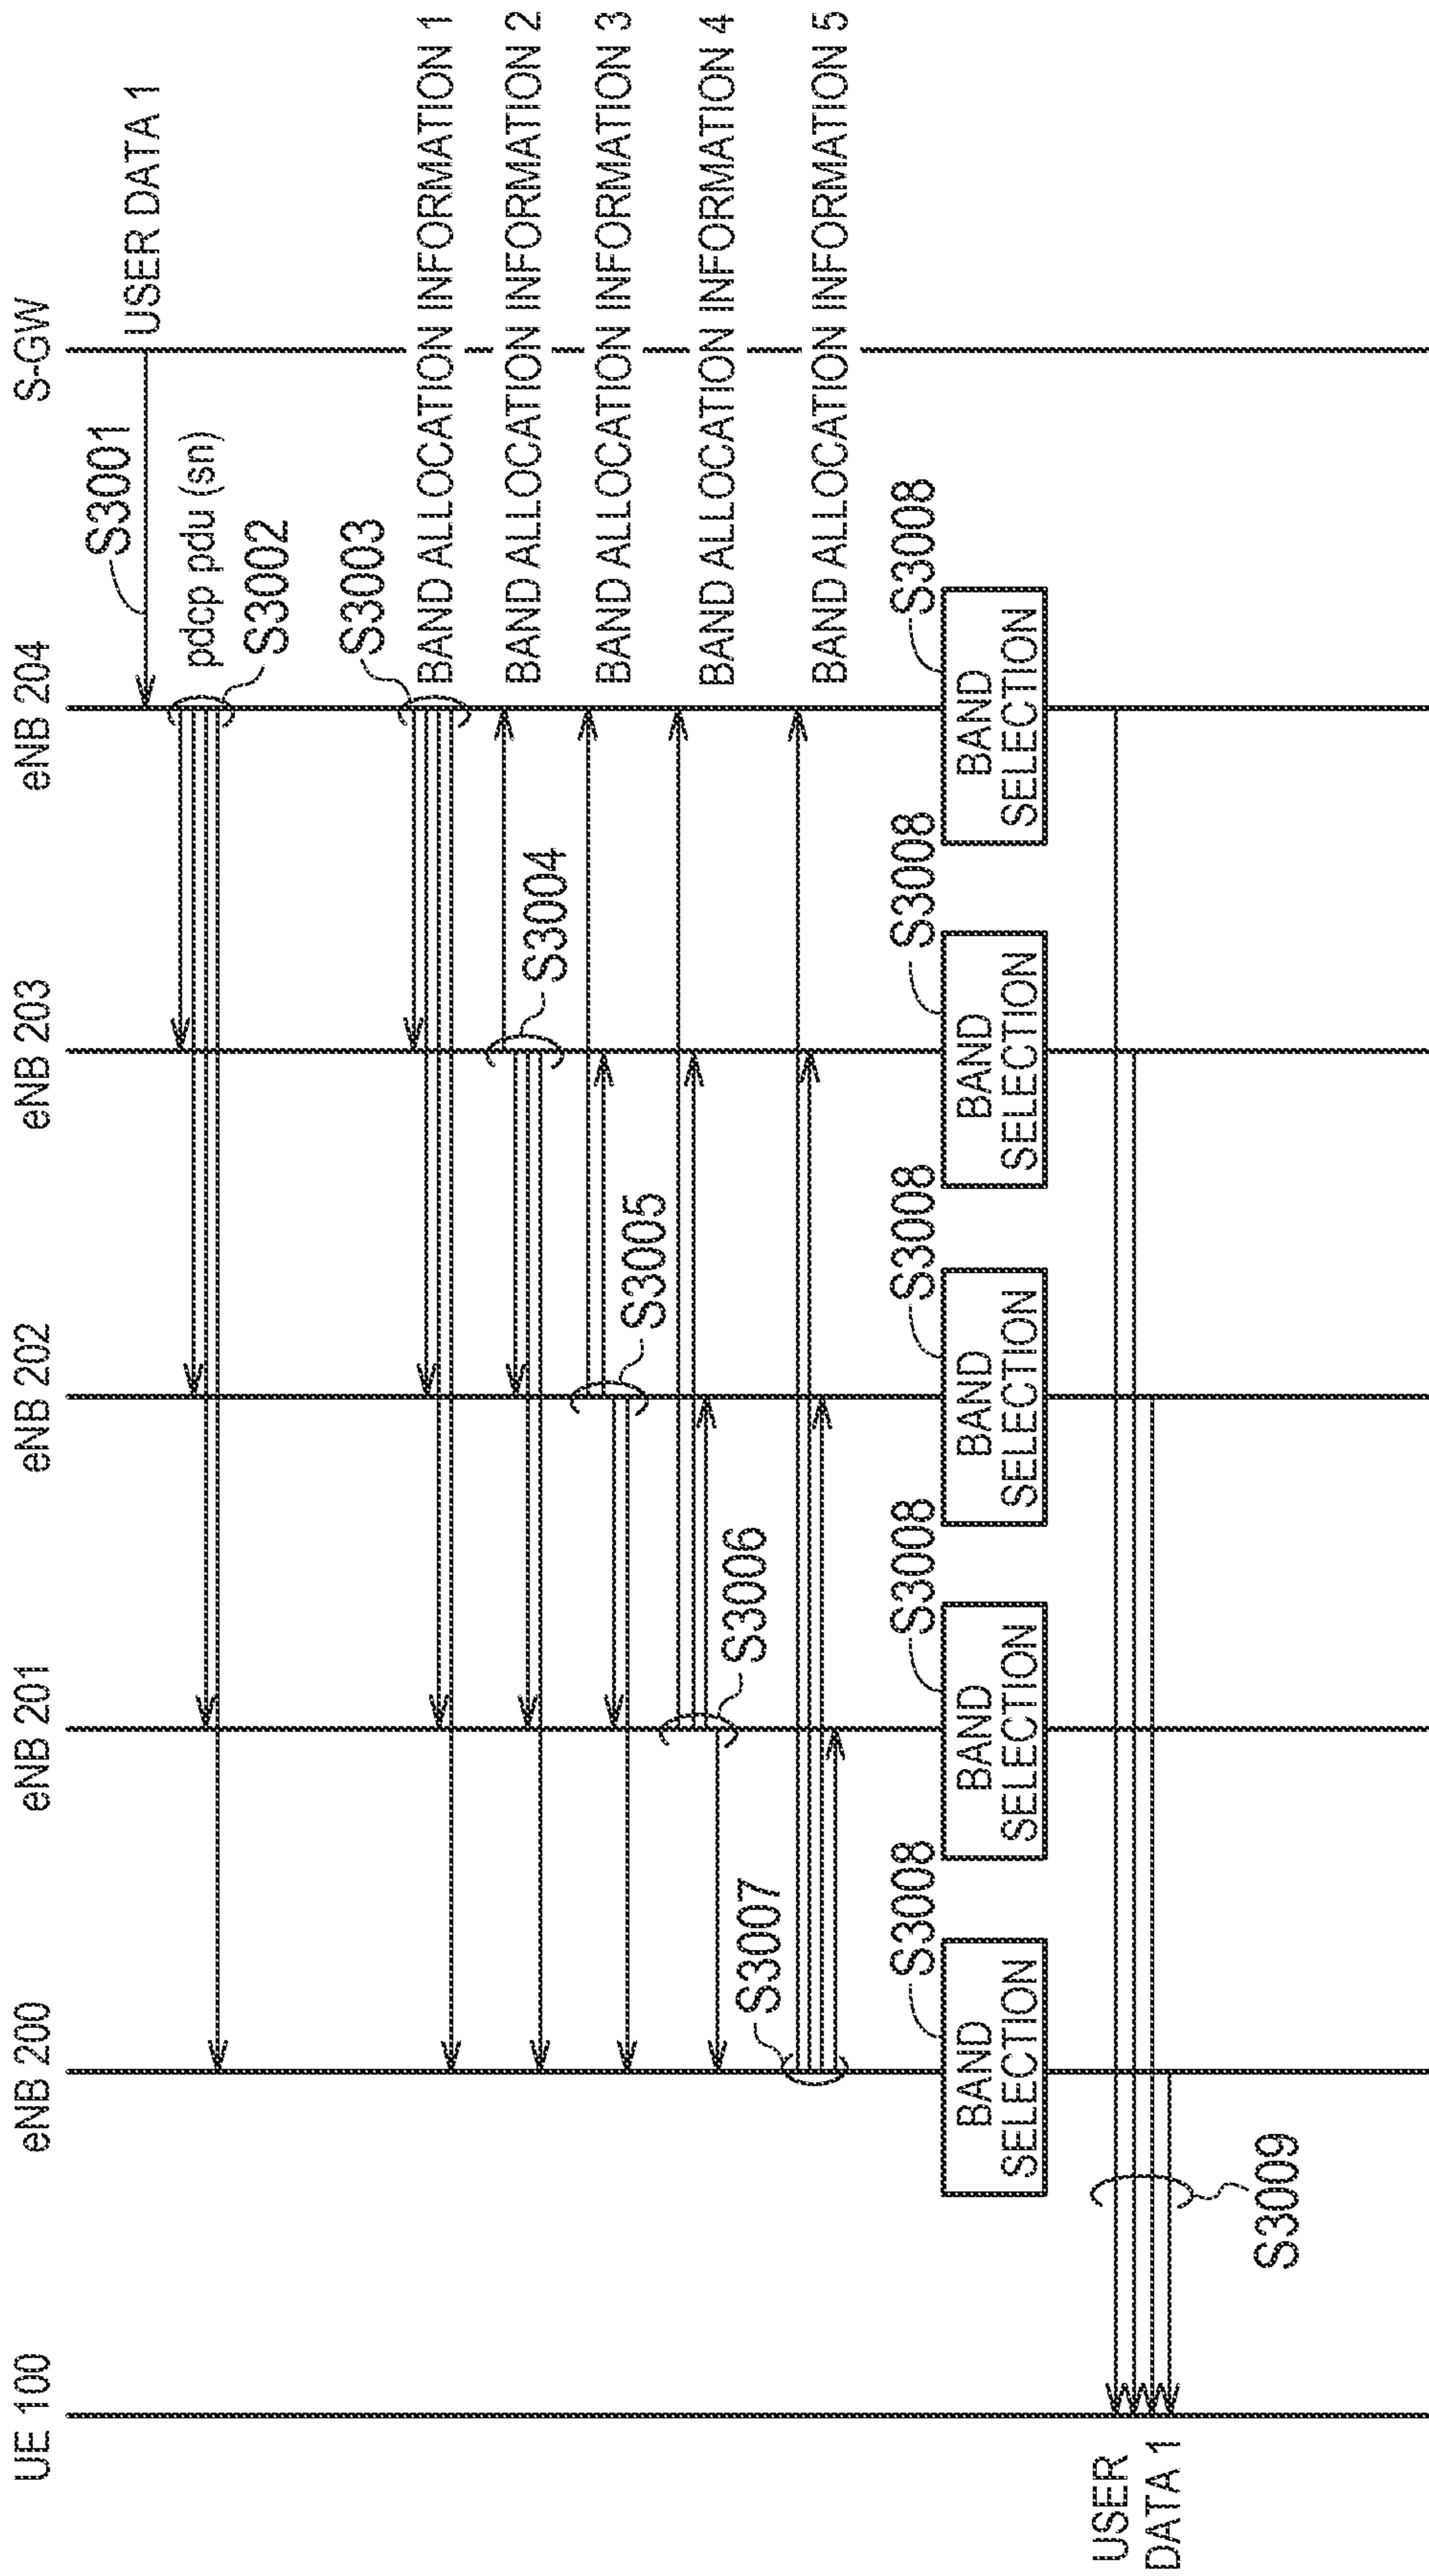 UE 100
eNB 200
eNB 201
eNB 202
eNB 203
eNB 204
S-GW
S3001
USER DATA 1
pdcp pdu (sn)
S3002
S3003
BAND ALLOCATION INFORMATION 1
BAND ALLOCATION INFORMATION 2
S3004
BAND ALLOCATION INFORMATION 3
S3005
BAND ALLOCATION INFORMATION 4
S3006
BAND ALLOCATION INFORMATION 5
S3007
S3008
S3008
S3008
S3008
S3008
BAND
SELECTION
BAND
SELECTION
BAND
SELECTION
BAND
SELECTION
BAND
SELECTION
USER
DATA 1
S3009